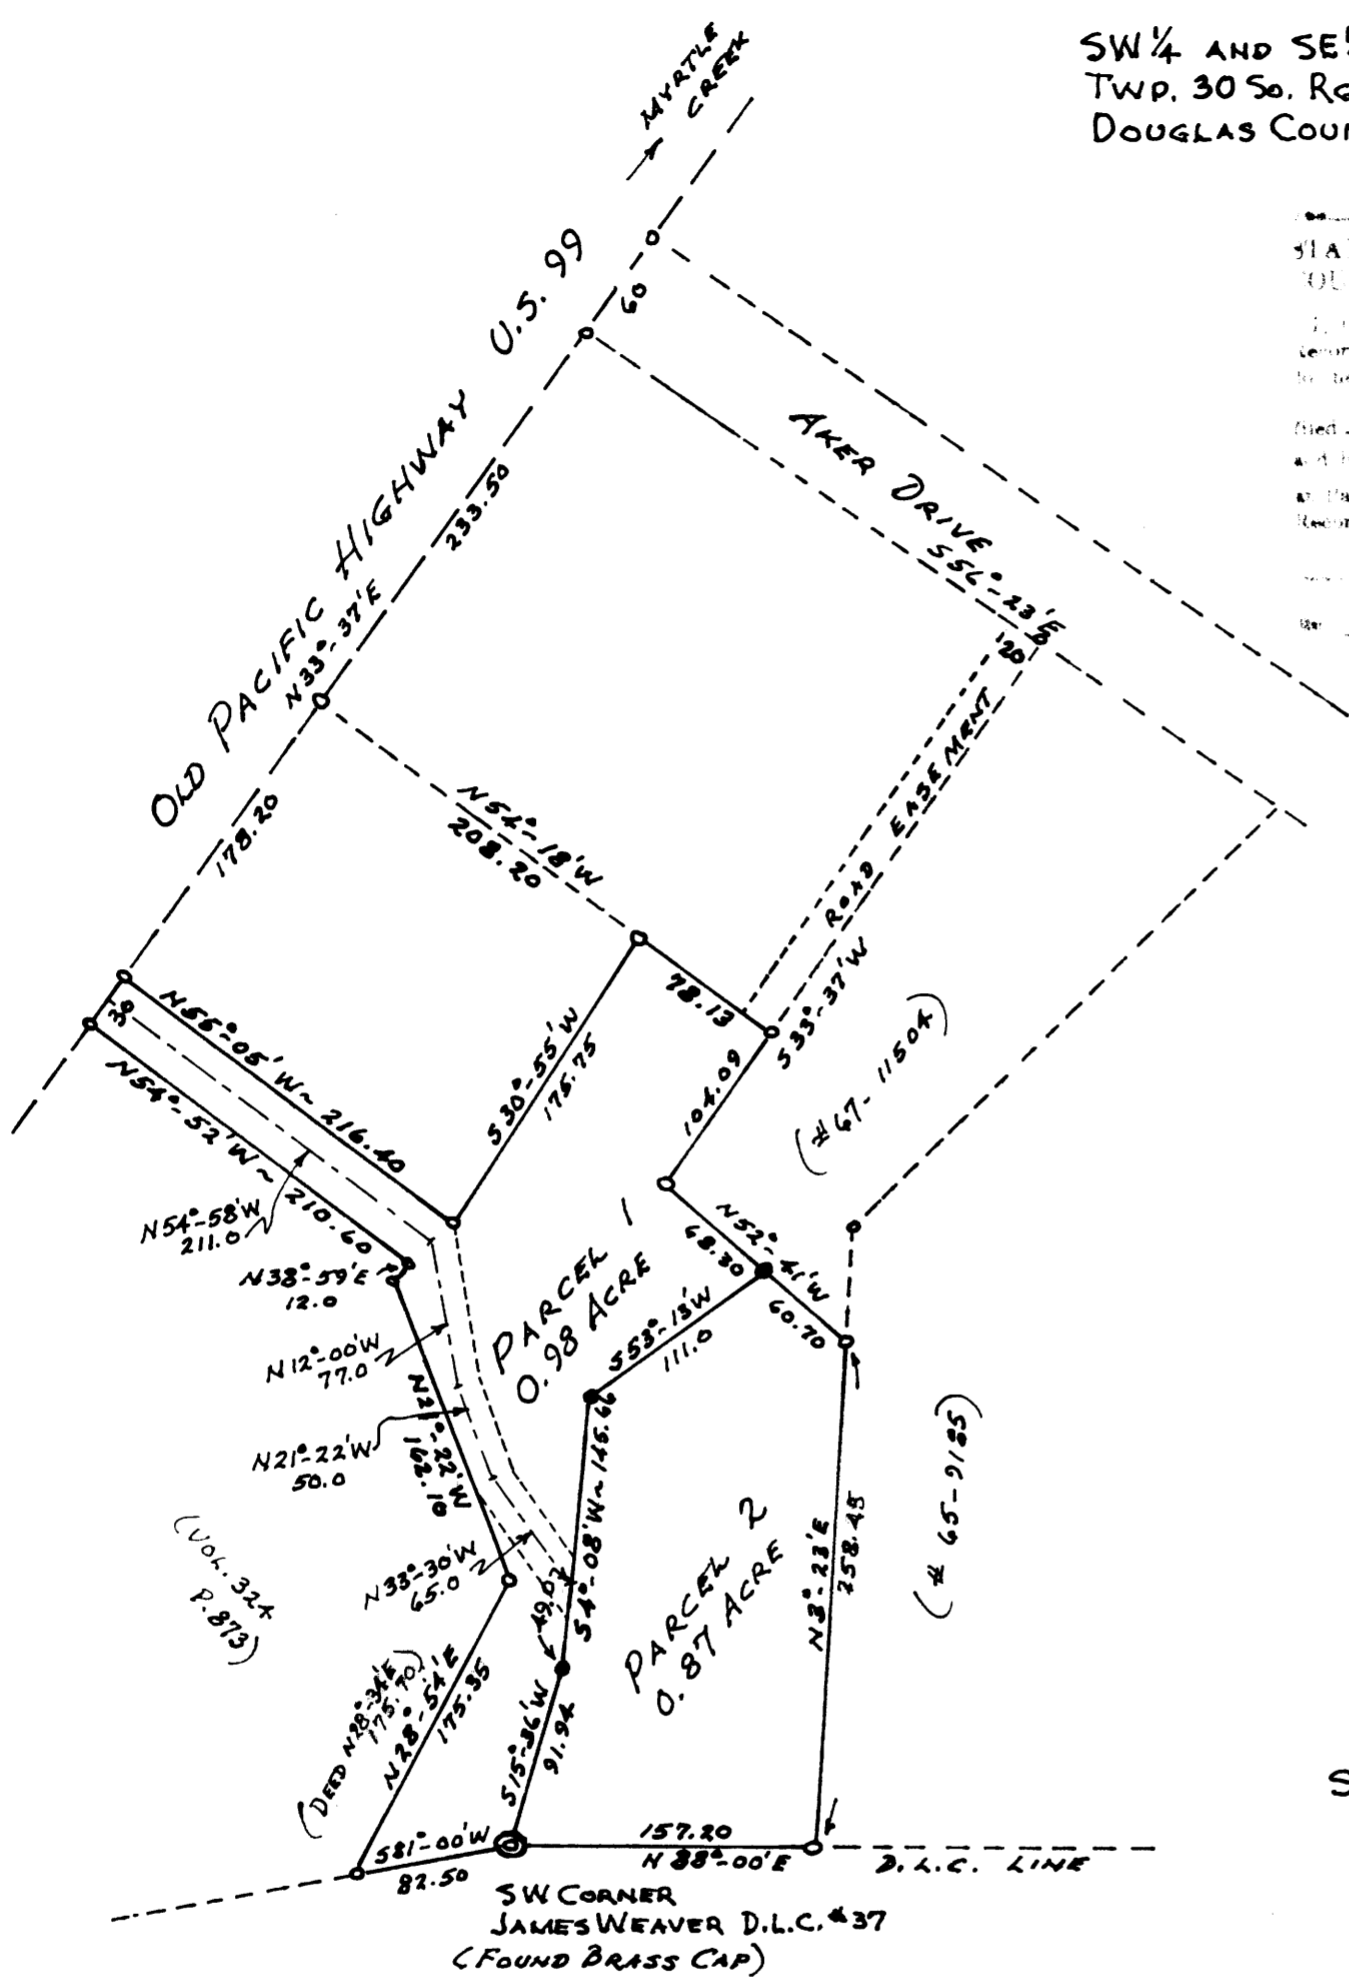 SW ¼ AND SE
TWP. 30 So.
DOUGLAS COU
MYRTLE
CREEK
U.S. 99
60
OLD PACIFIC HIGHWAY
N33°-37'E
233.50
AKER DRIVE
S56°-23'E
20
ROAD EASEMENT
S33°-37'W
178.20
N54°-18'W
208.20
78.13
30
N55°-05'W~ 216.40
N54°-52'W~ 210.60
S30°-55'W
175.75
104.09
(#67-11504)
N54°-58'W
211.0
N38°-59'E
12.0
N12°-00'W
77.0
N21°-22'W
50.0
N21°-22'W
162.10
PARCEL 1
0.98 ACRE
N52°-41'W
68.30
60.70
S53°-13'W
111.0
S4°-08'W~145.66
(#65-9185)
N3°-23'E
258.45
PARCEL 2
0.87 ACRE
N33°-30'W
65.0
49.0
(VOL. 324
P. 873)
(DEED N28°-34'E
175.70)
N28°-54'E
175.35
S15°-36'W
91.94
S81°-00'W
82.50
157.20
N 88°-00'E
D.L.C. LINE
S
SW CORNER
JAMES WEAVER D.L.C. #37
(FOUND BRASS CAP)